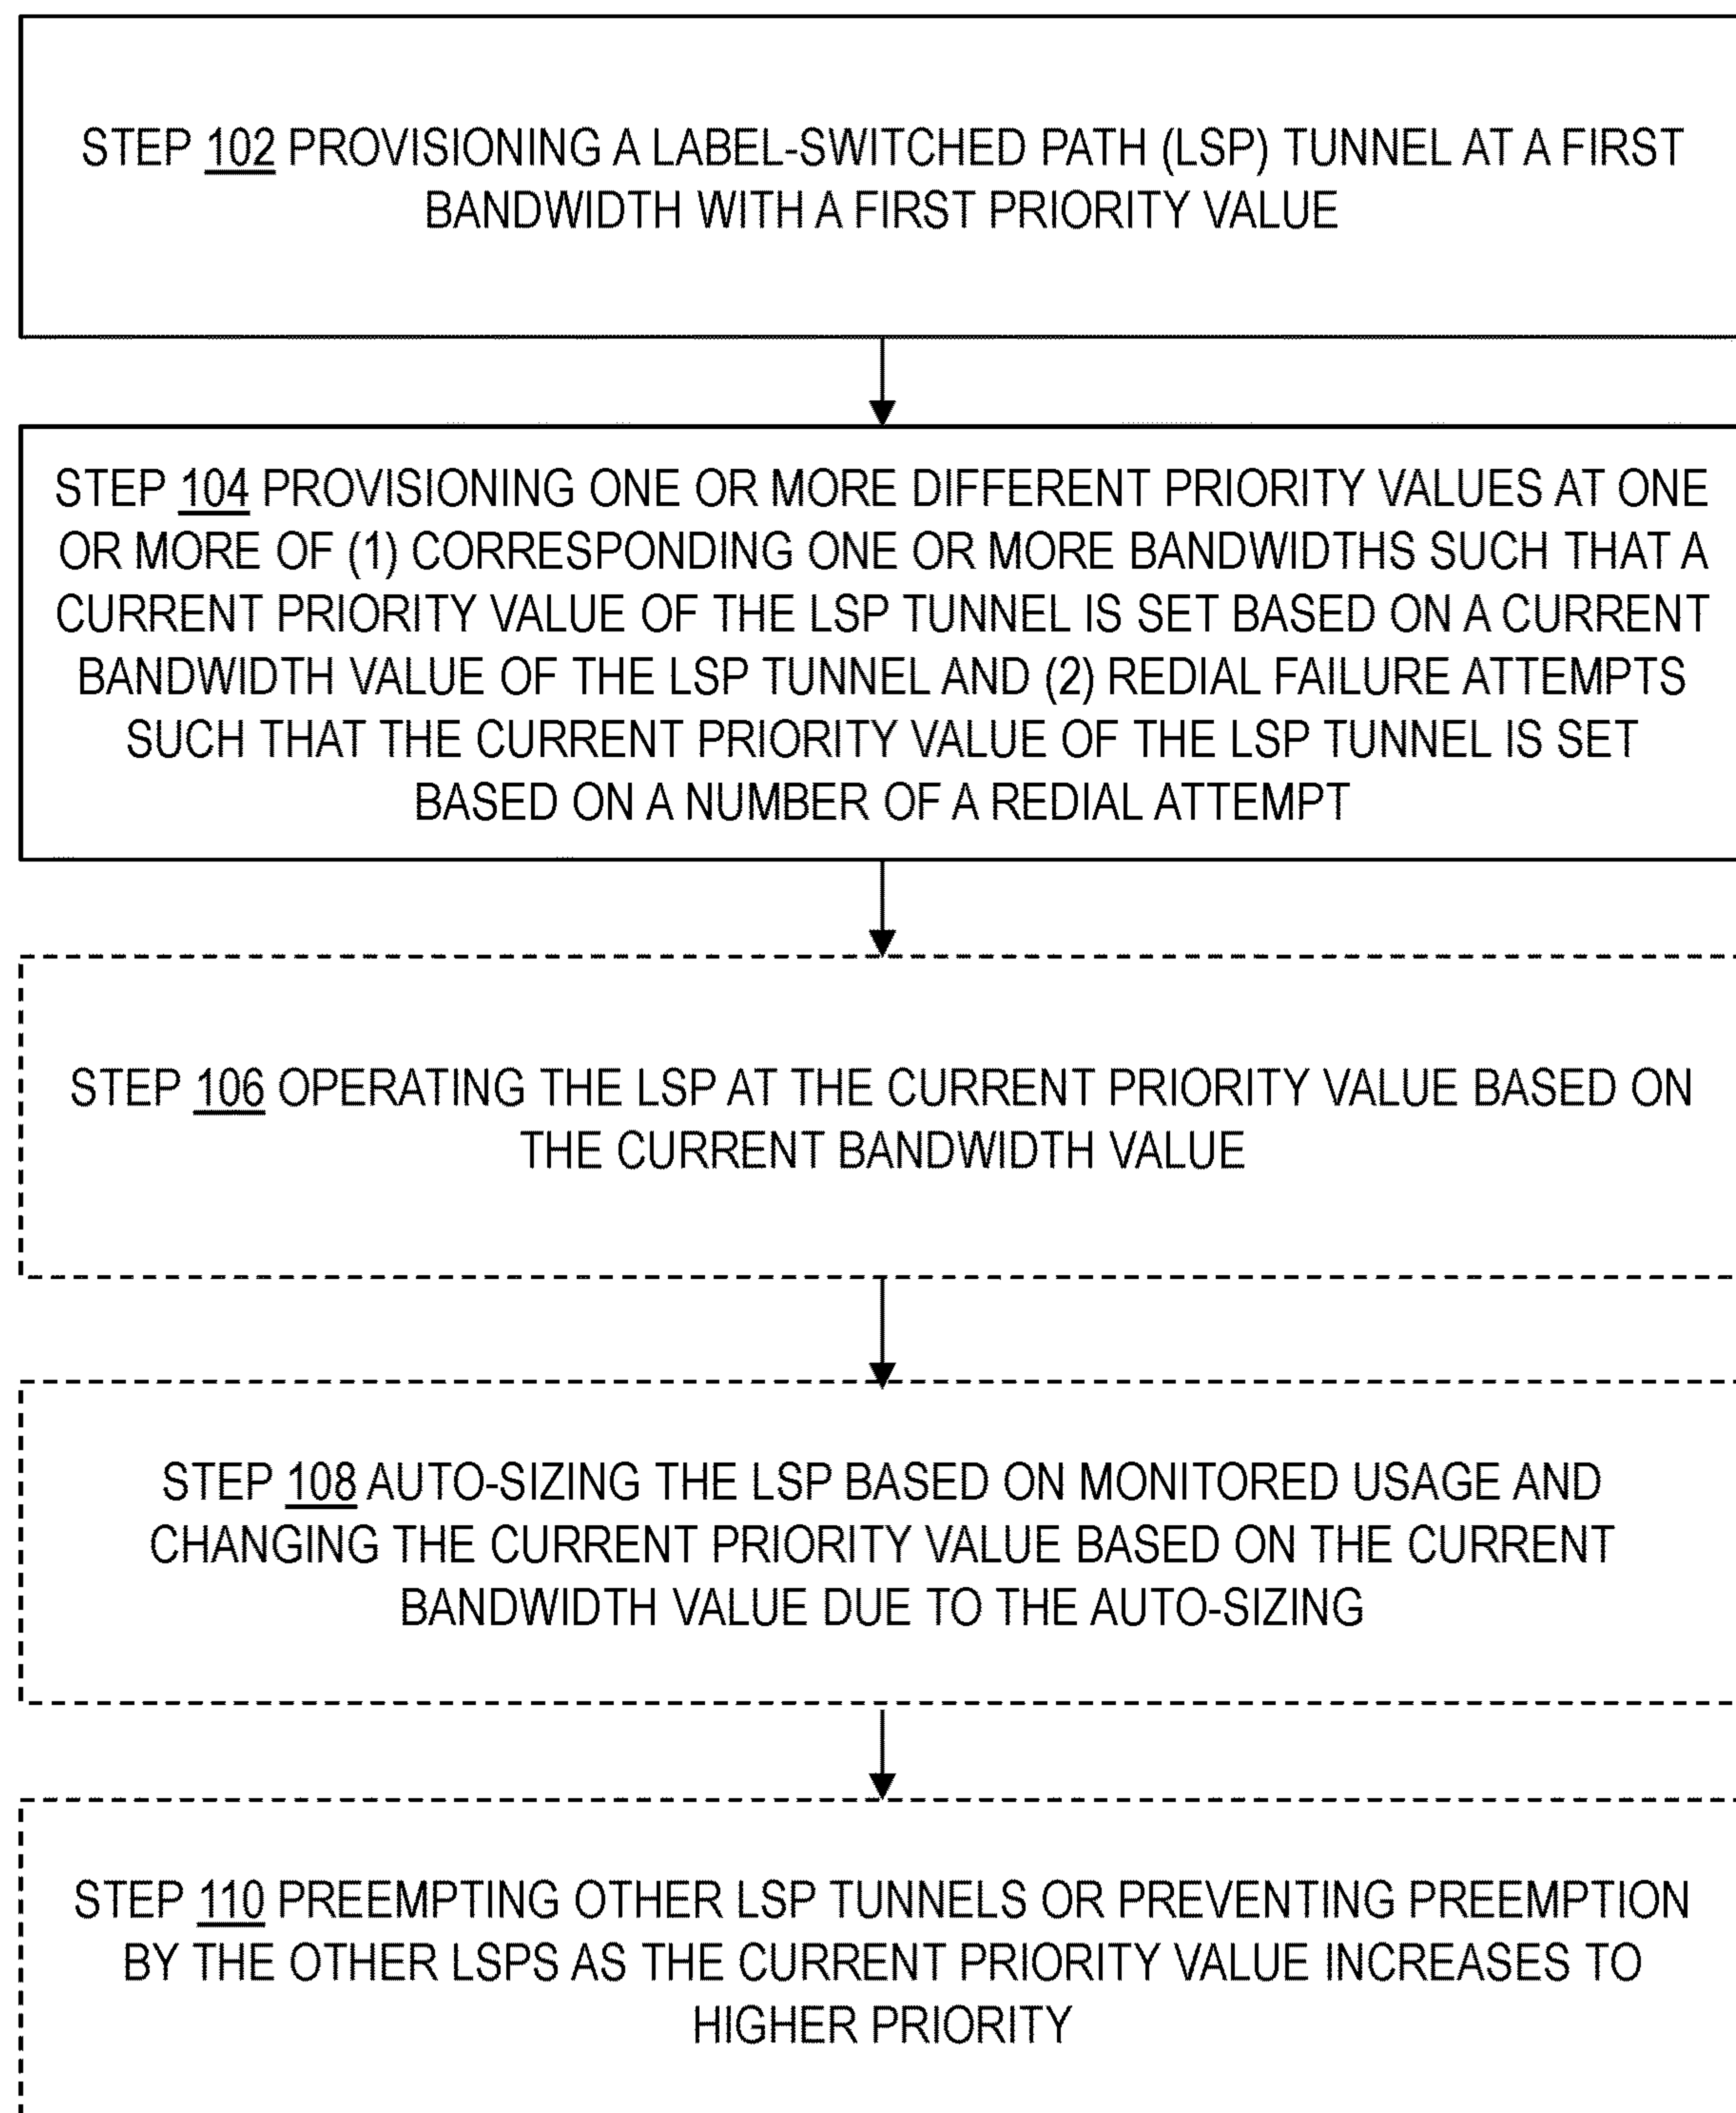 STEP 102 PROVISIONING A LABEL-SWITCHED PATH (LSP) TUNNEL AT A FIRST
BANDWIDTH WITH A FIRST PRIORITY VALUE
STEP 104 PROVISIONING ONE OR MORE DIFFERENT PRIORITY VALUES AT ONE
OR MORE OF (1) CORRESPONDING ONE OR MORE BANDWIDTHS SUCH THAT A
CURRENT PRIORITY VALUE OF THE LSP TUNNEL IS SET BASED ON A CURRENT
BANDWIDTH VALUE OF THE LSP TUNNEL AND (2) REDIAL FAILURE ATTEMPTS
SUCH THAT THE CURRENT PRIORITY VALUE OF THE LSP TUNNEL IS SET
BASED ON A NUMBER OF A REDIAL ATTEMPT
STEP 106 OPERATING THE LSP AT THE CURRENT PRIORITY VALUE BASED ON
THE CURRENT BANDWIDTH VALUE
STEP 108 AUTO-SIZING THE LSP BASED ON MONITORED USAGE AND
CHANGING THE CURRENT PRIORITY VALUE BASED ON THE CURRENT
BANDWIDTH VALUE DUE TO THE AUTO-SIZING
STEP 110 PREEMPTING OTHER LSP TUNNELS OR PREVENTING PREEMPTION
BY THE OTHER LSPS AS THE CURRENT PRIORITY VALUE INCREASES TO
HIGHER PRIORITY